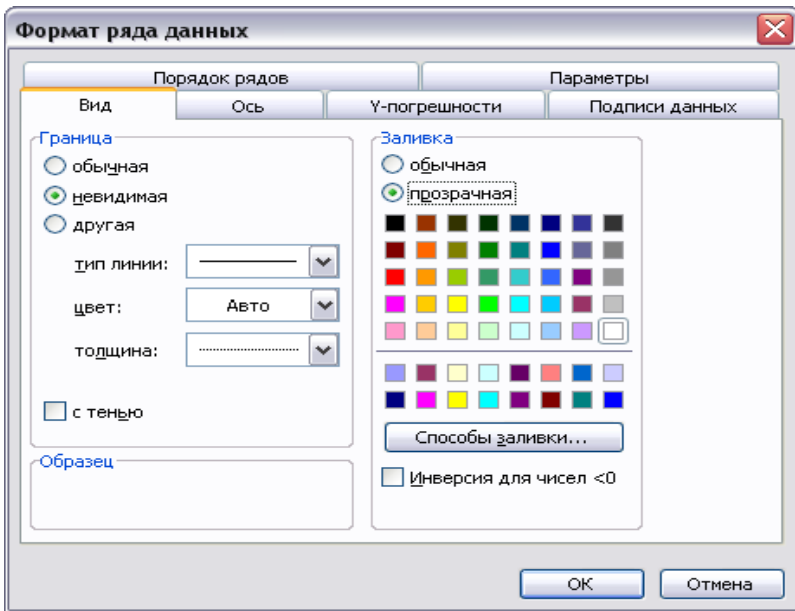 Формат ряда данных
Порядок рядов
Параметры
Вид
Ось
Y-погрешности
Подписи данных
Граница
обычная
невидимая
другая
тип линии:
цвет:
Авто
толщина:
с тенью
Образец
Заливка
обычная
прозрачная
Способы заливки...
Инверсия для чисел <0
ОК
Отмена